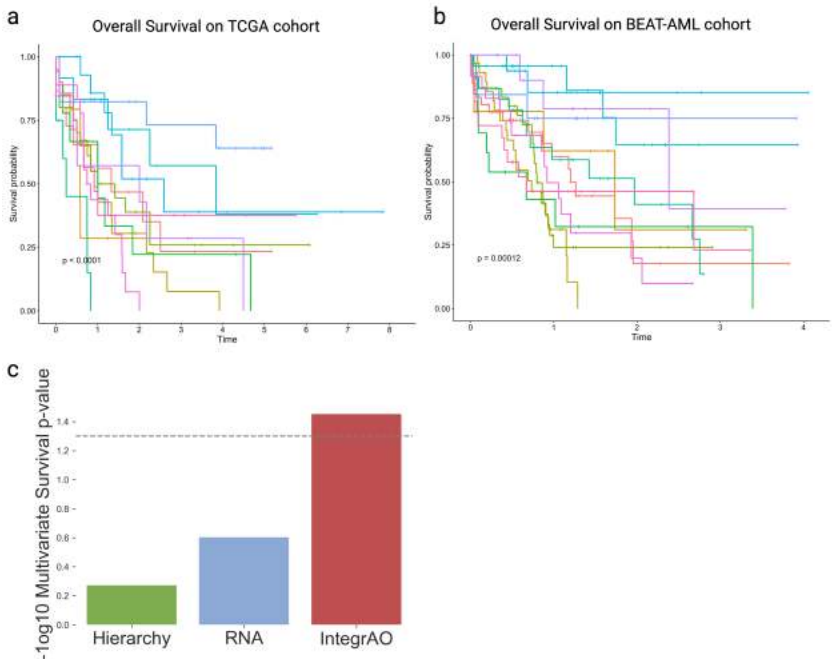 a
Overall Survival on TCGA cohort
Survival probability
1.00
0.75
0.50
0.25
0.00
p < 0.0001
0 1 2 3 4 5 6 7 8
Time
b
Overall Survival on BEAT-AML cohort
Survival probability
1.00
0.75
0.50
0.25
0.00
p = 0.00012
0 1 2 3 4
Time
c
-log10 Multivariate Survival p-value
1.4
1.2
1.0
0.8
0.6
0.4
0.2
0.0
Hierarchy RNA IntegrAO